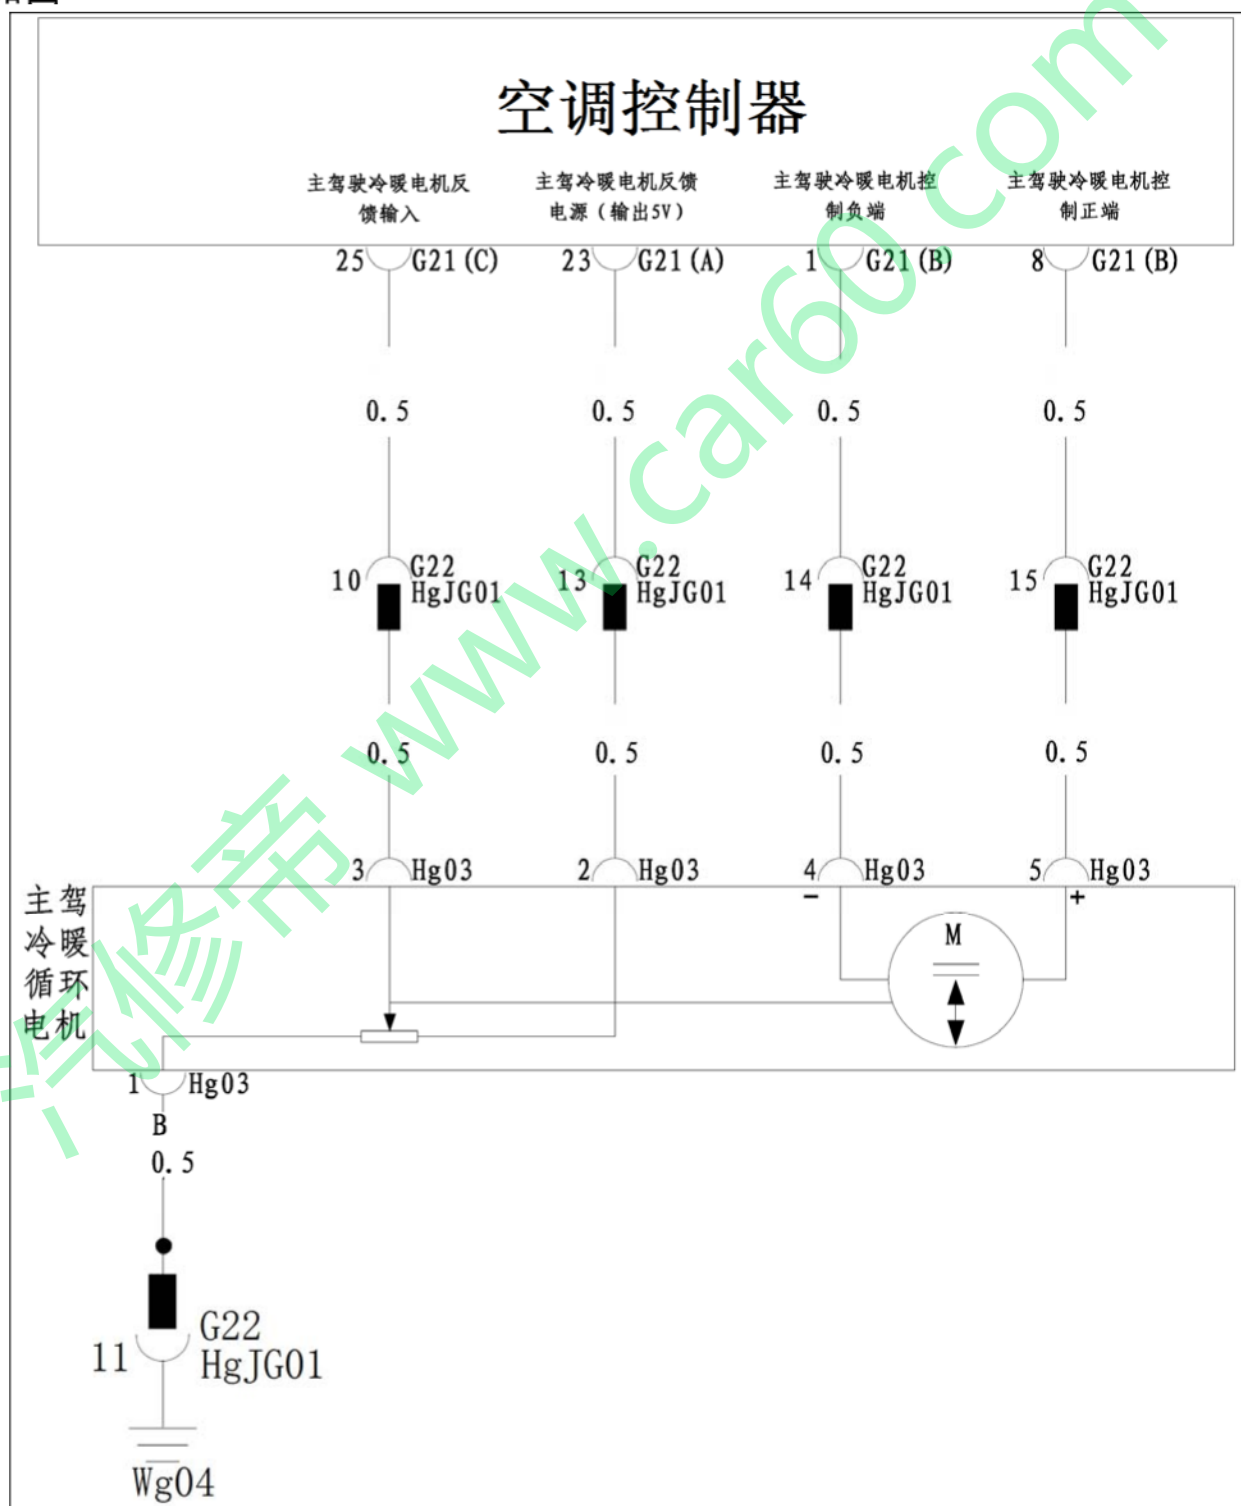 空调控制器
主驾驶冷暖电机反
馈输入
主驾冷暖电机反馈
电源（输出5V）
主驾驶冷暖电机控
制负端
主驾驶冷暖电机控
制正端
25 G21(C) 23 G21(A) 1 G21(B) 8 G21(B)
0.5 0.5 0.5 0.5
10 G22 13 G22 14 G22 15 G22
HgJG01 HgJG01 HgJG01 HgJG01
0.5 0.5 0.5 0.5
3 Hg03 2 Hg03 4 Hg03 5 Hg03
- +
主驾
冷暖
循环
电机
M
1 Hg03
B
0.5
11 G22
HgJG01
Wg04
汽修帝 www.car60.com